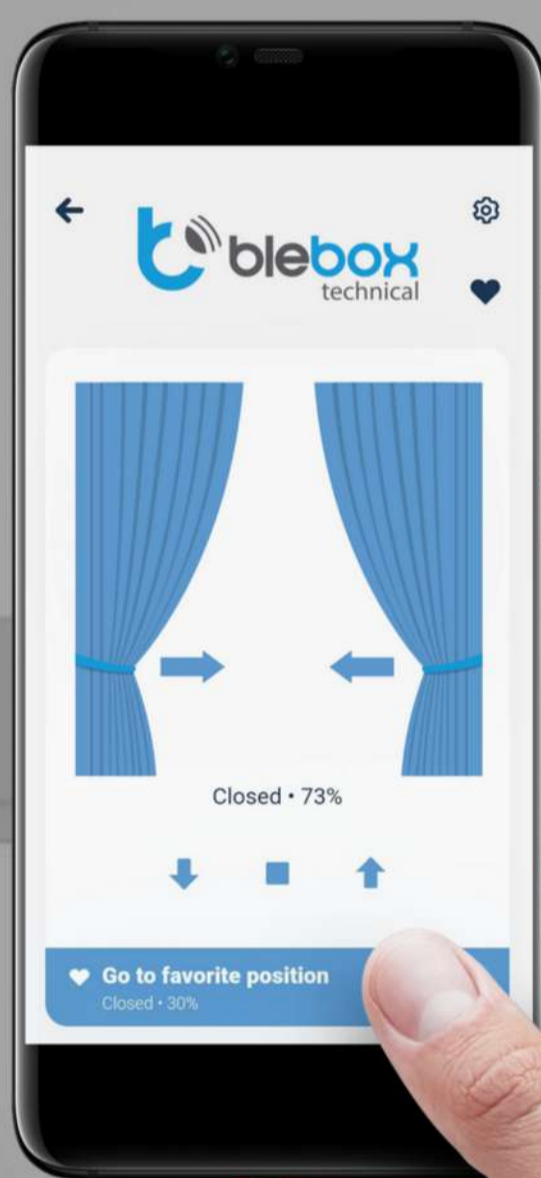 blebox
technical
Closed • 73%
Go to favorite position
Closed • 30%